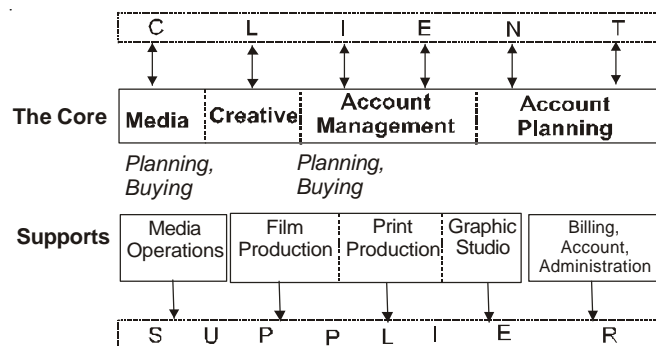 C L I E N T
The Core
Media
Creative
Account
Management
Account
Planning
Planning,
Buying
Planning,
Buying
Supports
Media
Operations
Film
Production
Print
Production
Graphic
Studio
Billing,
Account,
Administration
S U P P L I E R